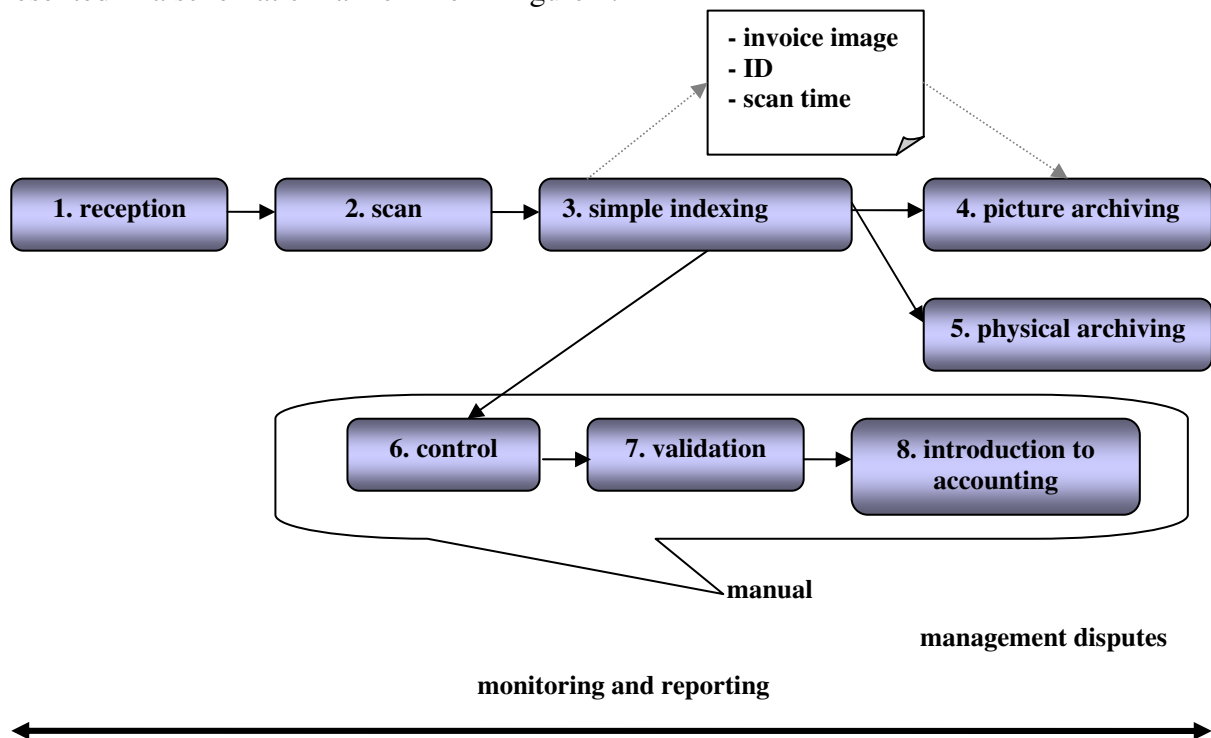 - invoice image
- ID
- scan time
1. reception
2. scan
3. simple indexing
4. picture archiving
5. physical archiving
6. control
7. validation
8. introduction to
accounting
manual
management disputes
monitoring and reporting